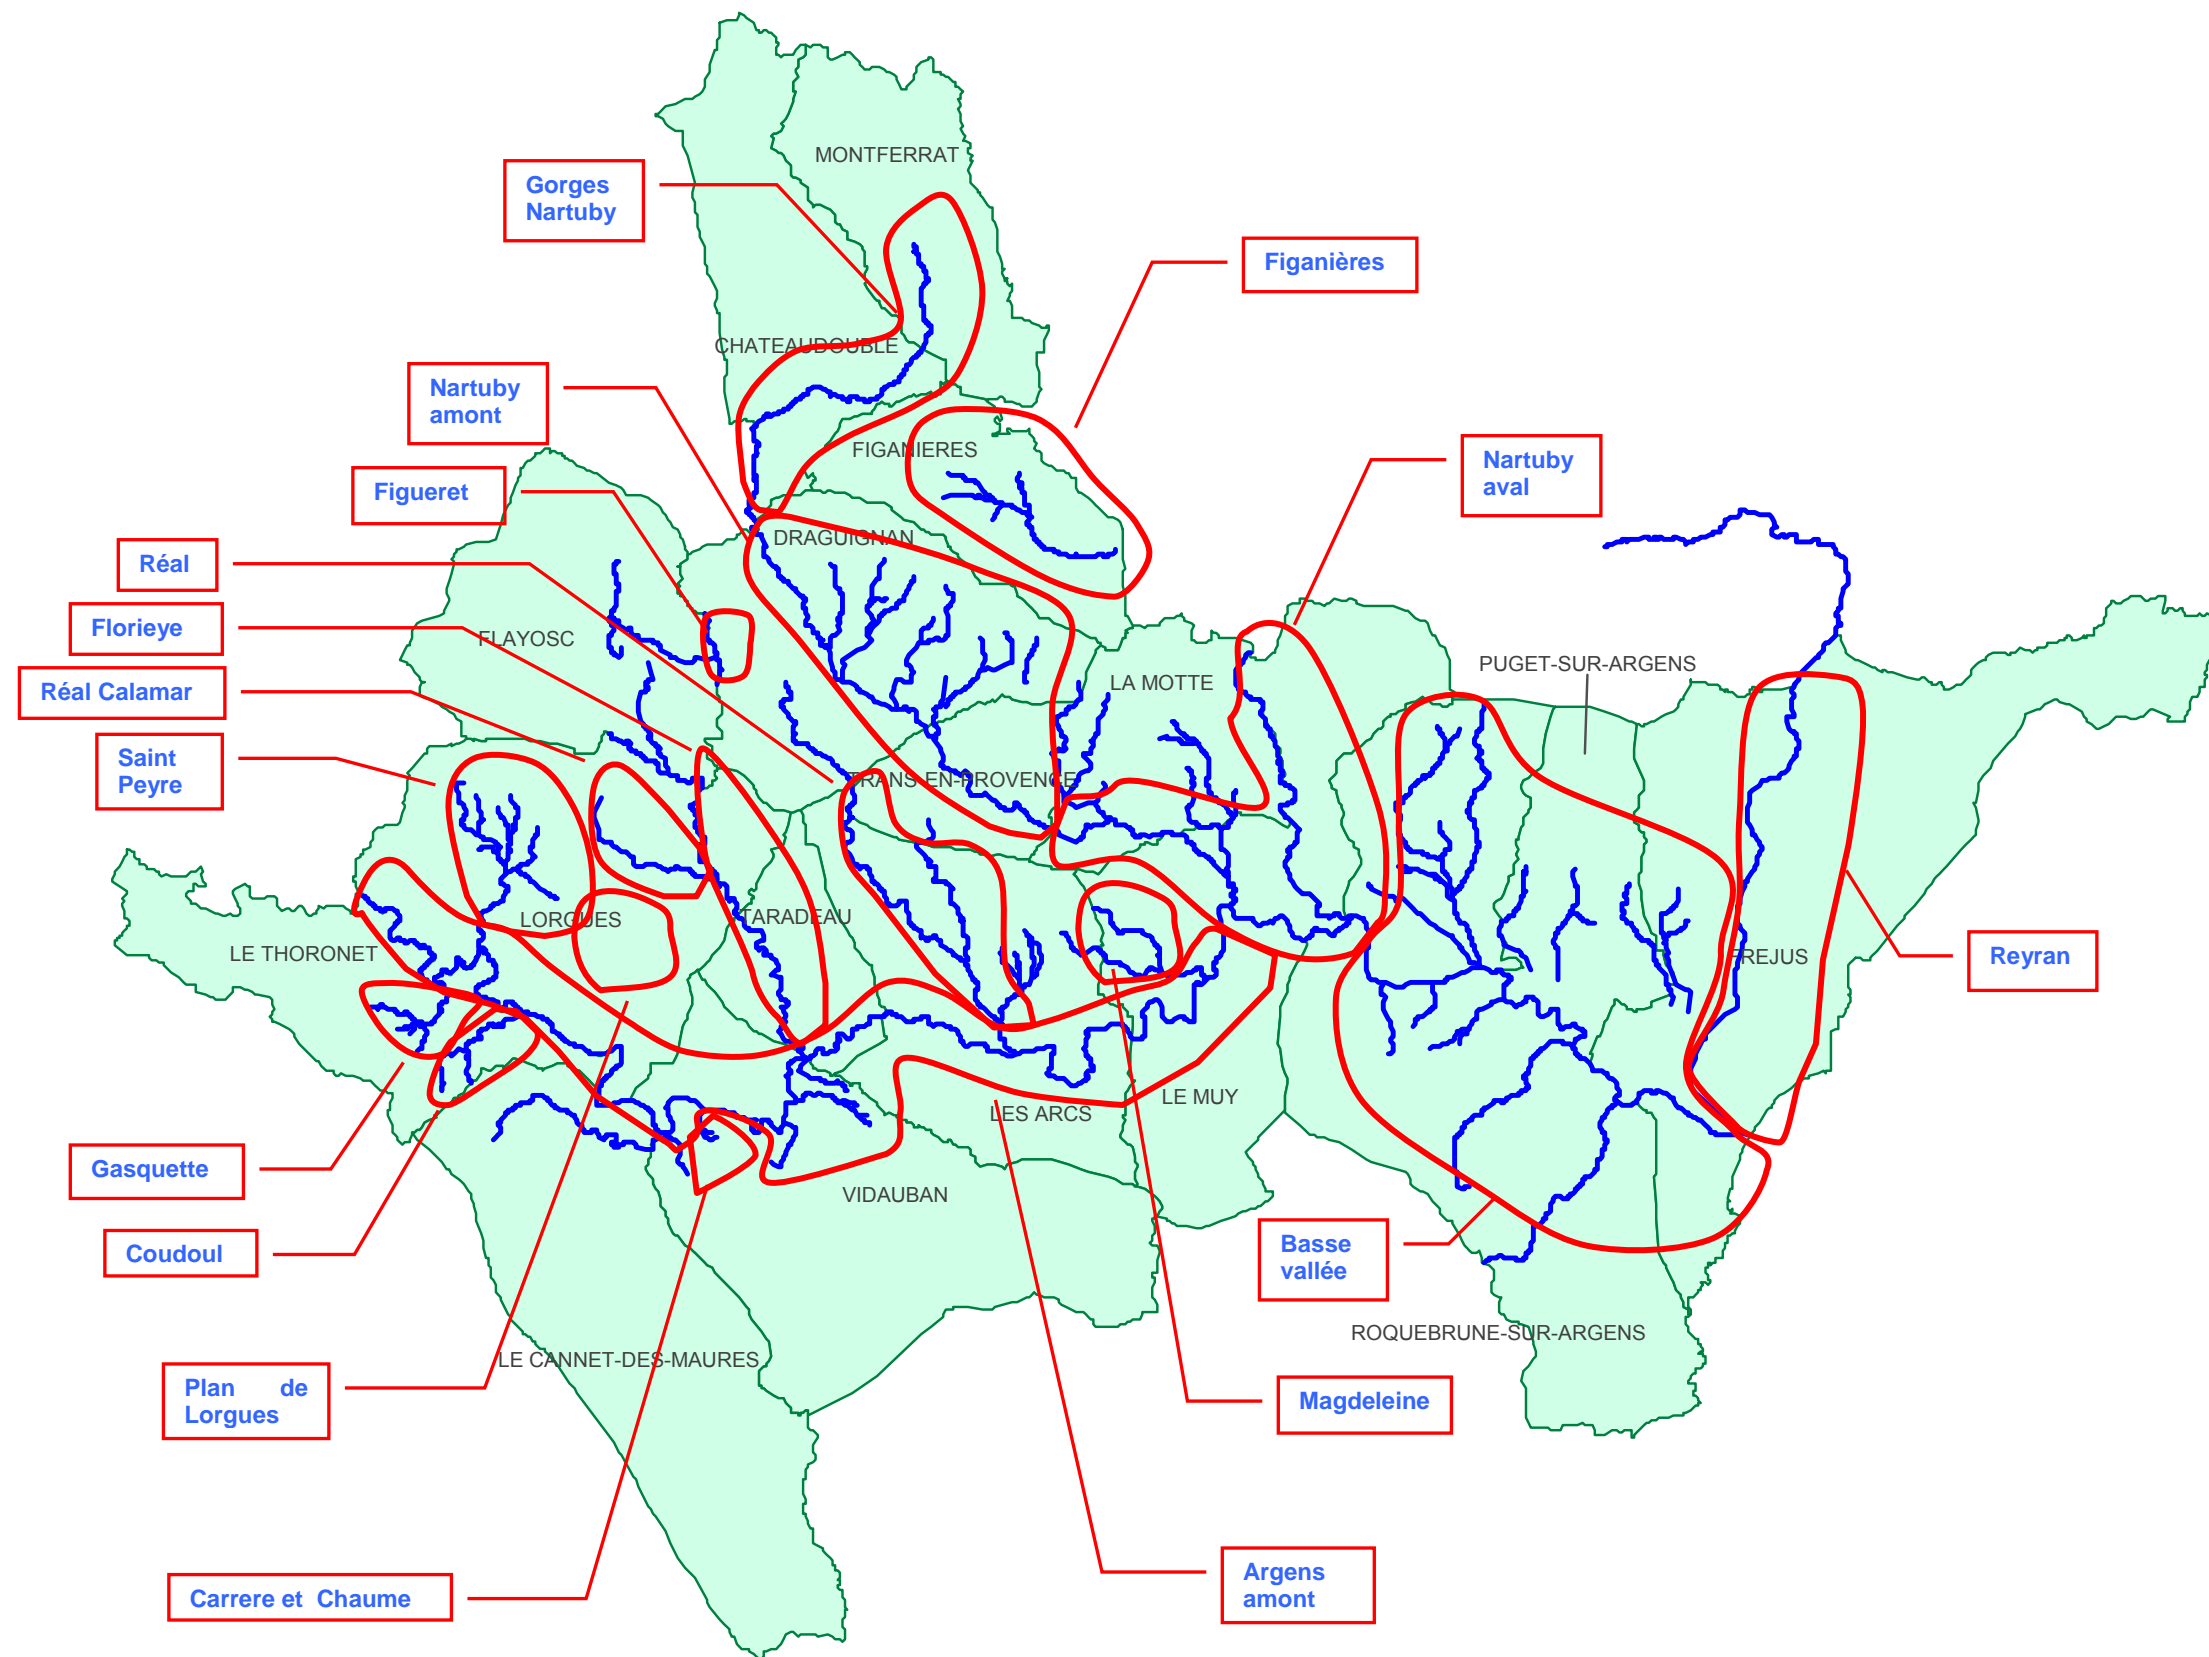 MONTFERRAT
Gorges
Nartuby
Figanières
CHATEAUDOUBLE
Nartuby
amont
FIGANIERES
Nartuby
aval
Figueret
DRAGUIGNAN
Réal
Florieye
FLAYOSC
PUGET-SUR-ARGENS
Réal Calamar
LA MOTTE
Saint
Peyre
TRANS-EN-PROVENCE
LORGUES
TARADEAU
LE THORONET
FREJUS
Reyran
LES ARCS
LE MUY
Gasquette
VIDAUBAN
Coudoul
Basse
vallée
ROQUEBRUNE-SUR-ARGENS
LE CANNET-DES-MAURES
Plan de
Lorgues
Magdeleine
Argens
amont
Carrere et Chaume